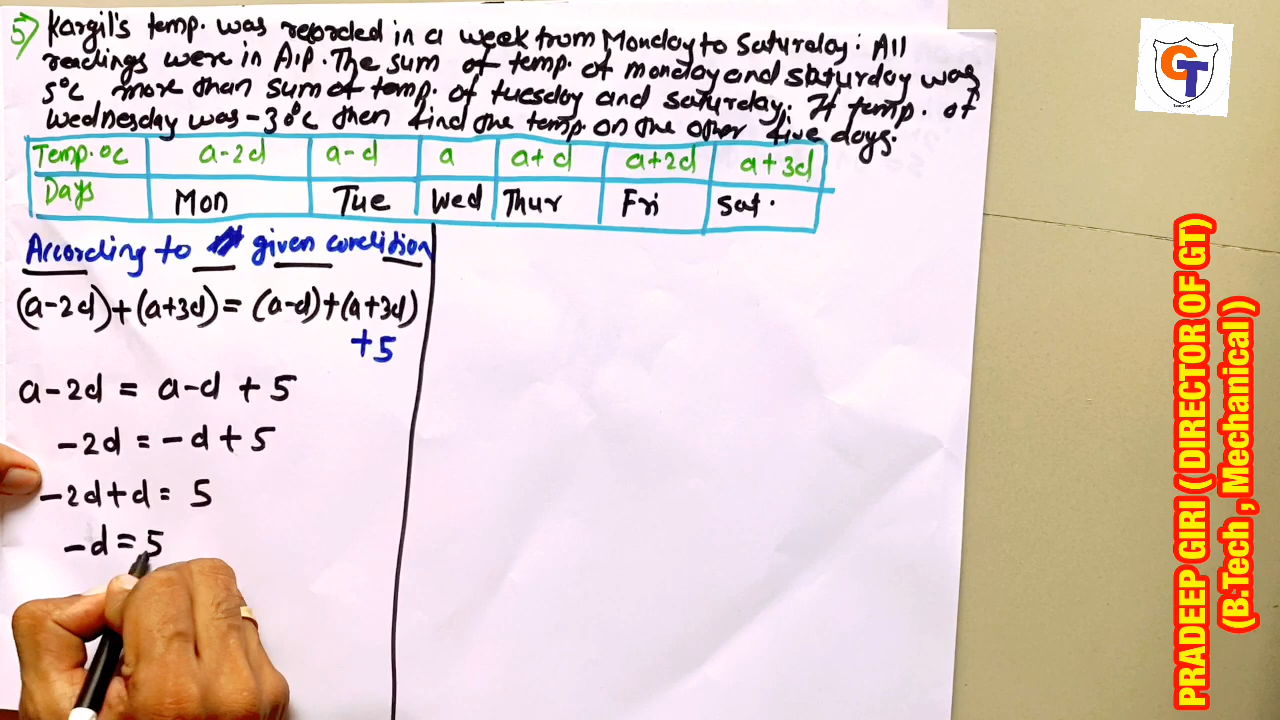 5) Kargil's temp. was recorded in a week from Monday to Saturday. All
readings were in A.P. The sum of temp. of monday and saturday was
5°C more than sum of temp. of tuesday and saturday. If temp. of
wednesday was -30°C then find the temp. on the other five days.
Temp. °C a-2d a-d a a+d a+2d a+3d
Days Mon Tue Wed Thur Fri Sat.
According to given condition
(a-2d)+(a+3d)= (a-d)+(a+3d)
+5
a-2d = a-d + 5
-2d = -d + 5
-2d+d = 5
-d = 5
GT
PRADEEP GIRI (( DIRECTOR OF GT)
(B.Tech , Mechanical )